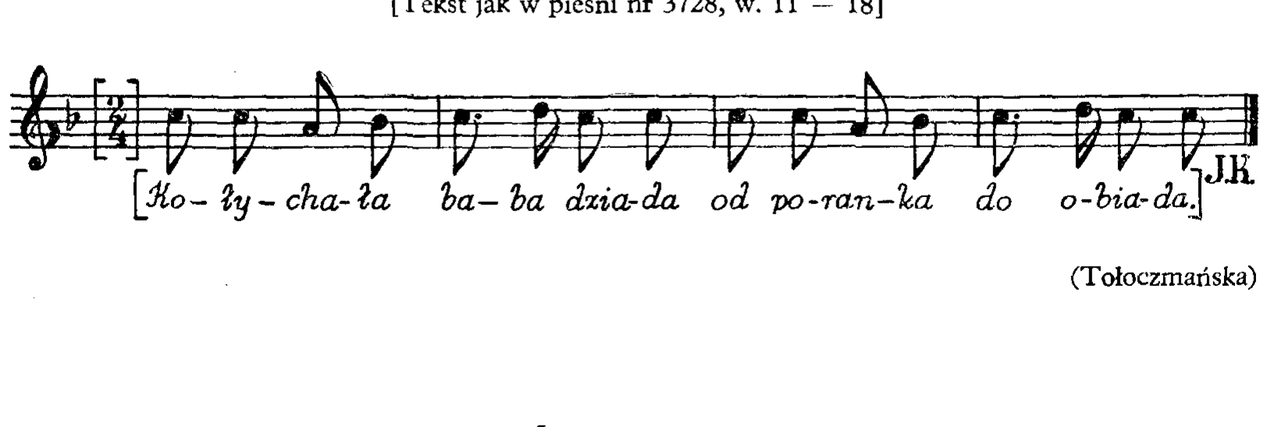 [Tekst jak w pieśni nr 3728, w. 11 — 18]
[2/4]
J.K.
[Ko-ły-cha-ła ba-ba dzia-da od po-ran-ka do o-bia-da.]
(Tołoczmańska)